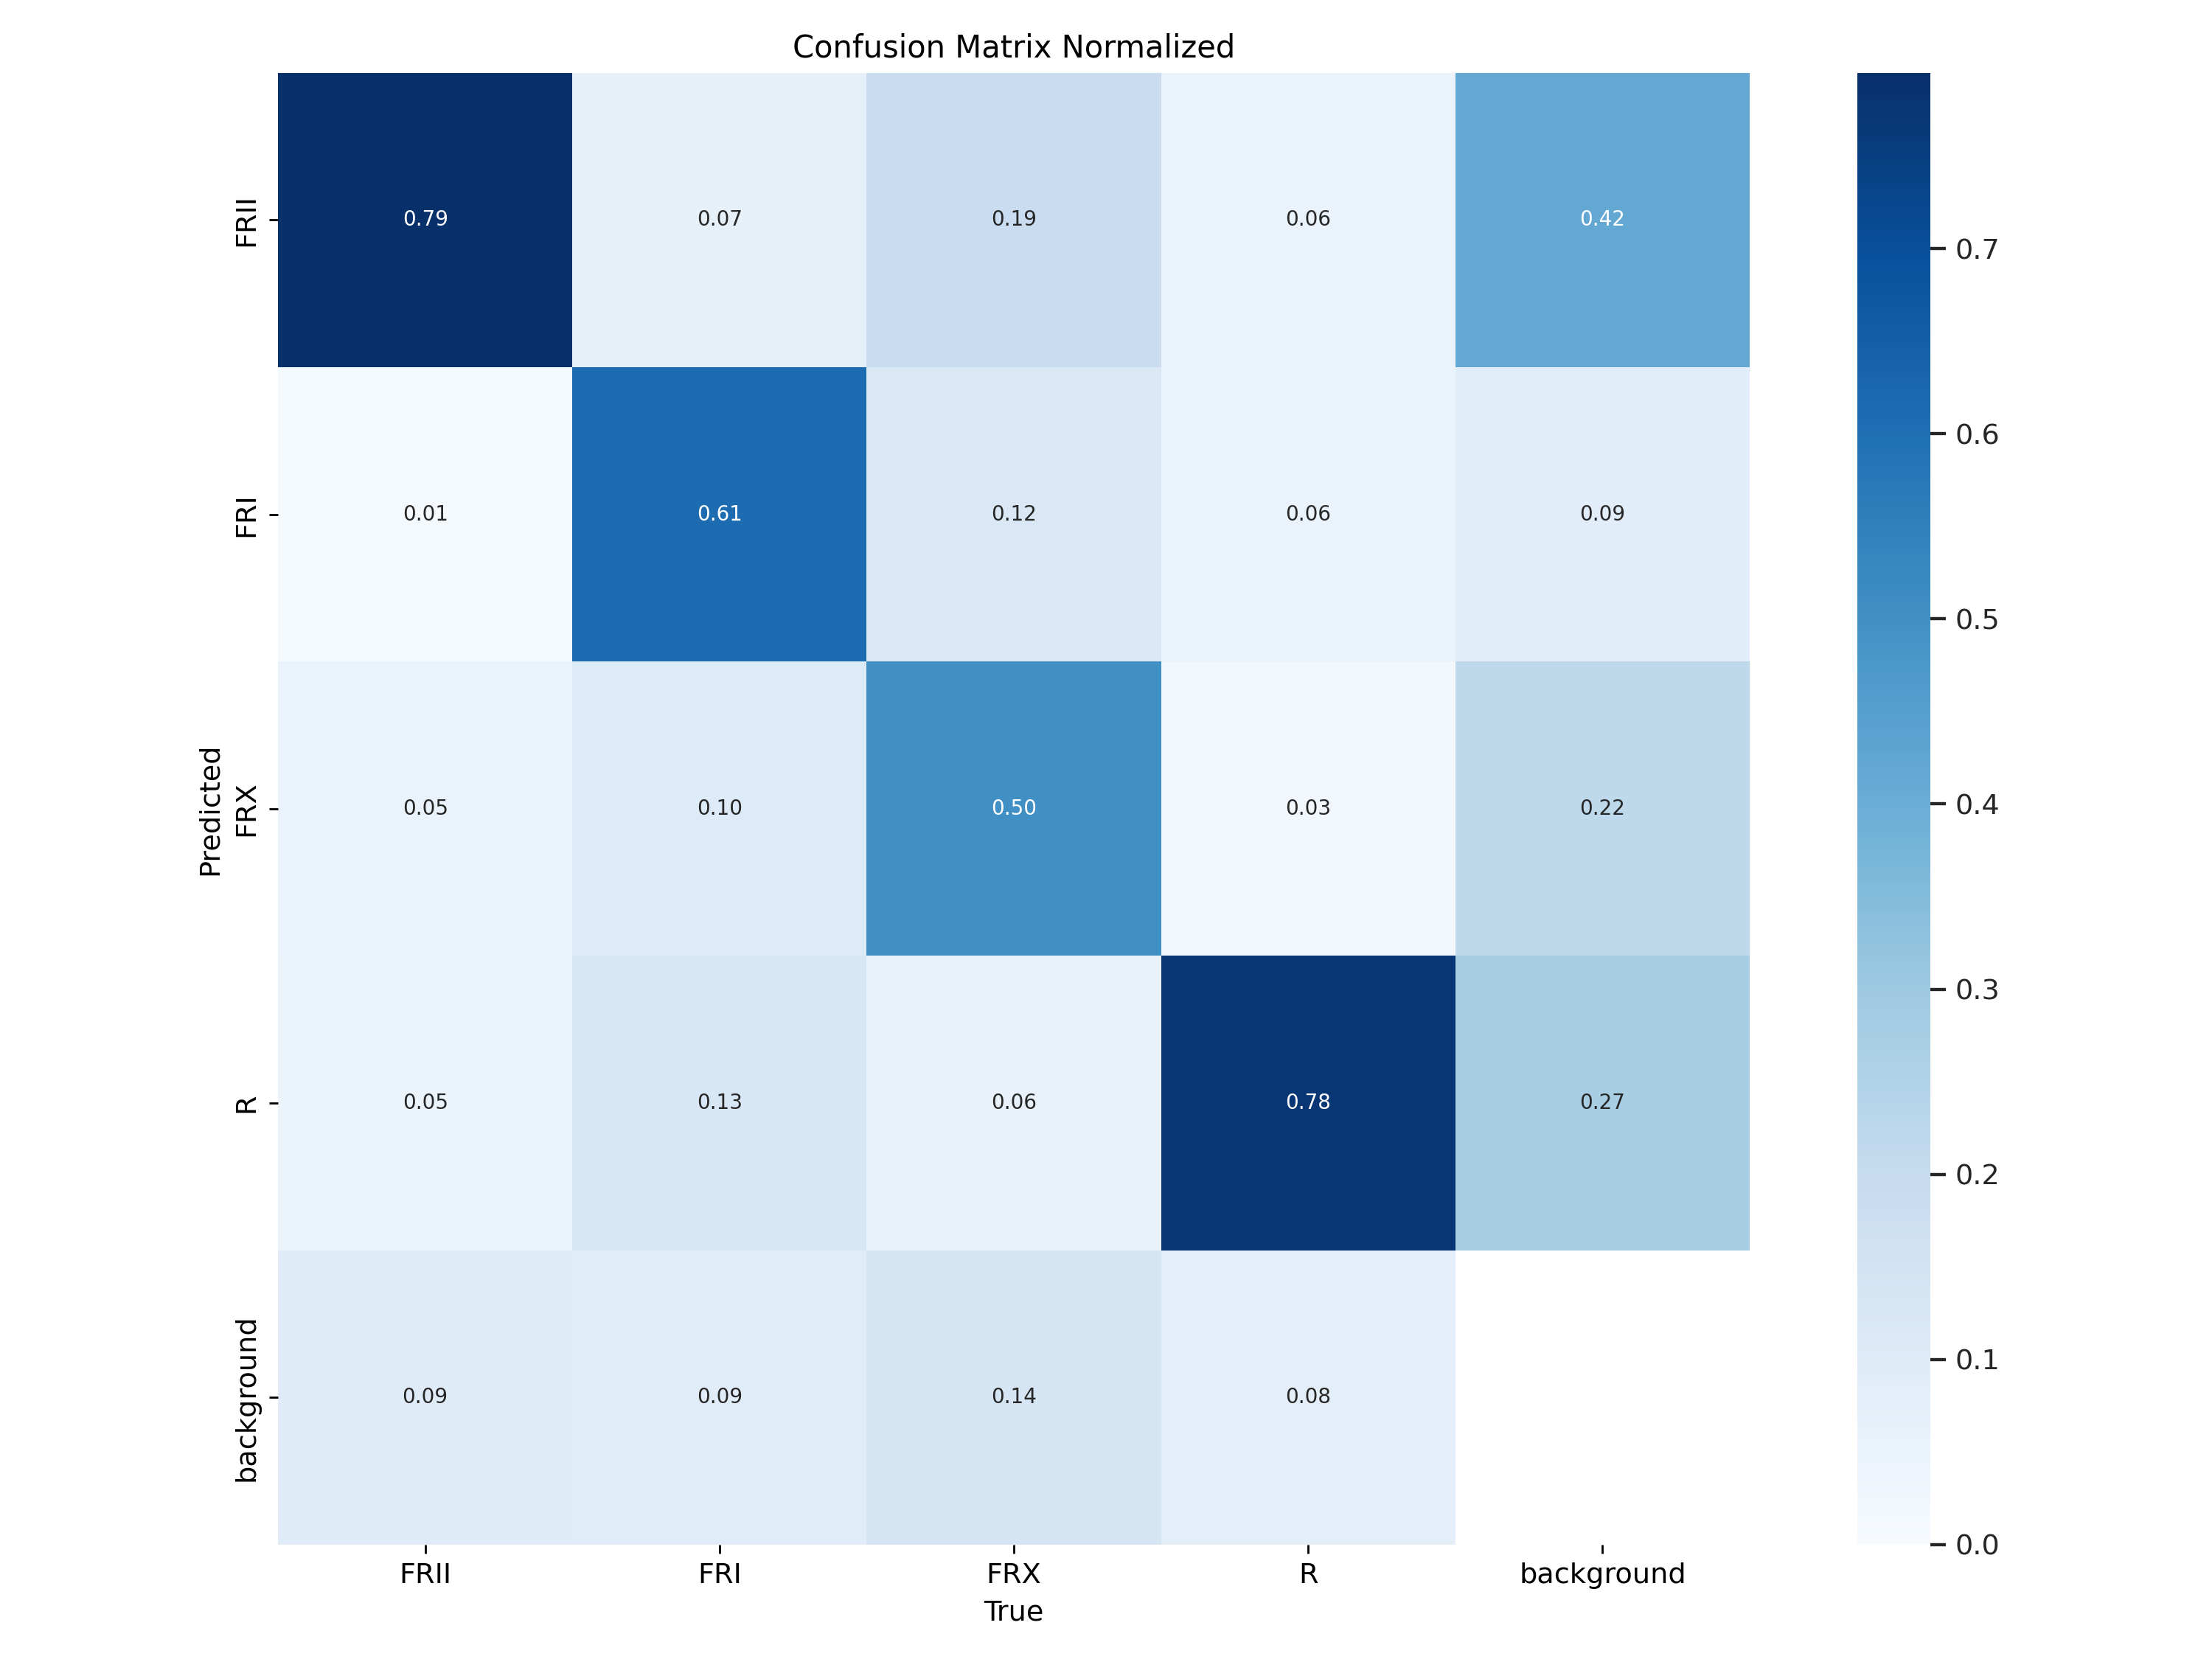 Confusion Matrix Normalized
FRII 0.79 0.07 0.19 0.06 0.42
FRI 0.01 0.61 0.12 0.06 0.09
FRX 0.05 0.10 0.50 0.03 0.22
R 0.05 0.13 0.06 0.78 0.27
background 0.09 0.09 0.14 0.08
Predicted
FRII FRI FRX R background
True
0.7
0.6
0.5
0.4
0.3
0.2
0.1
0.0